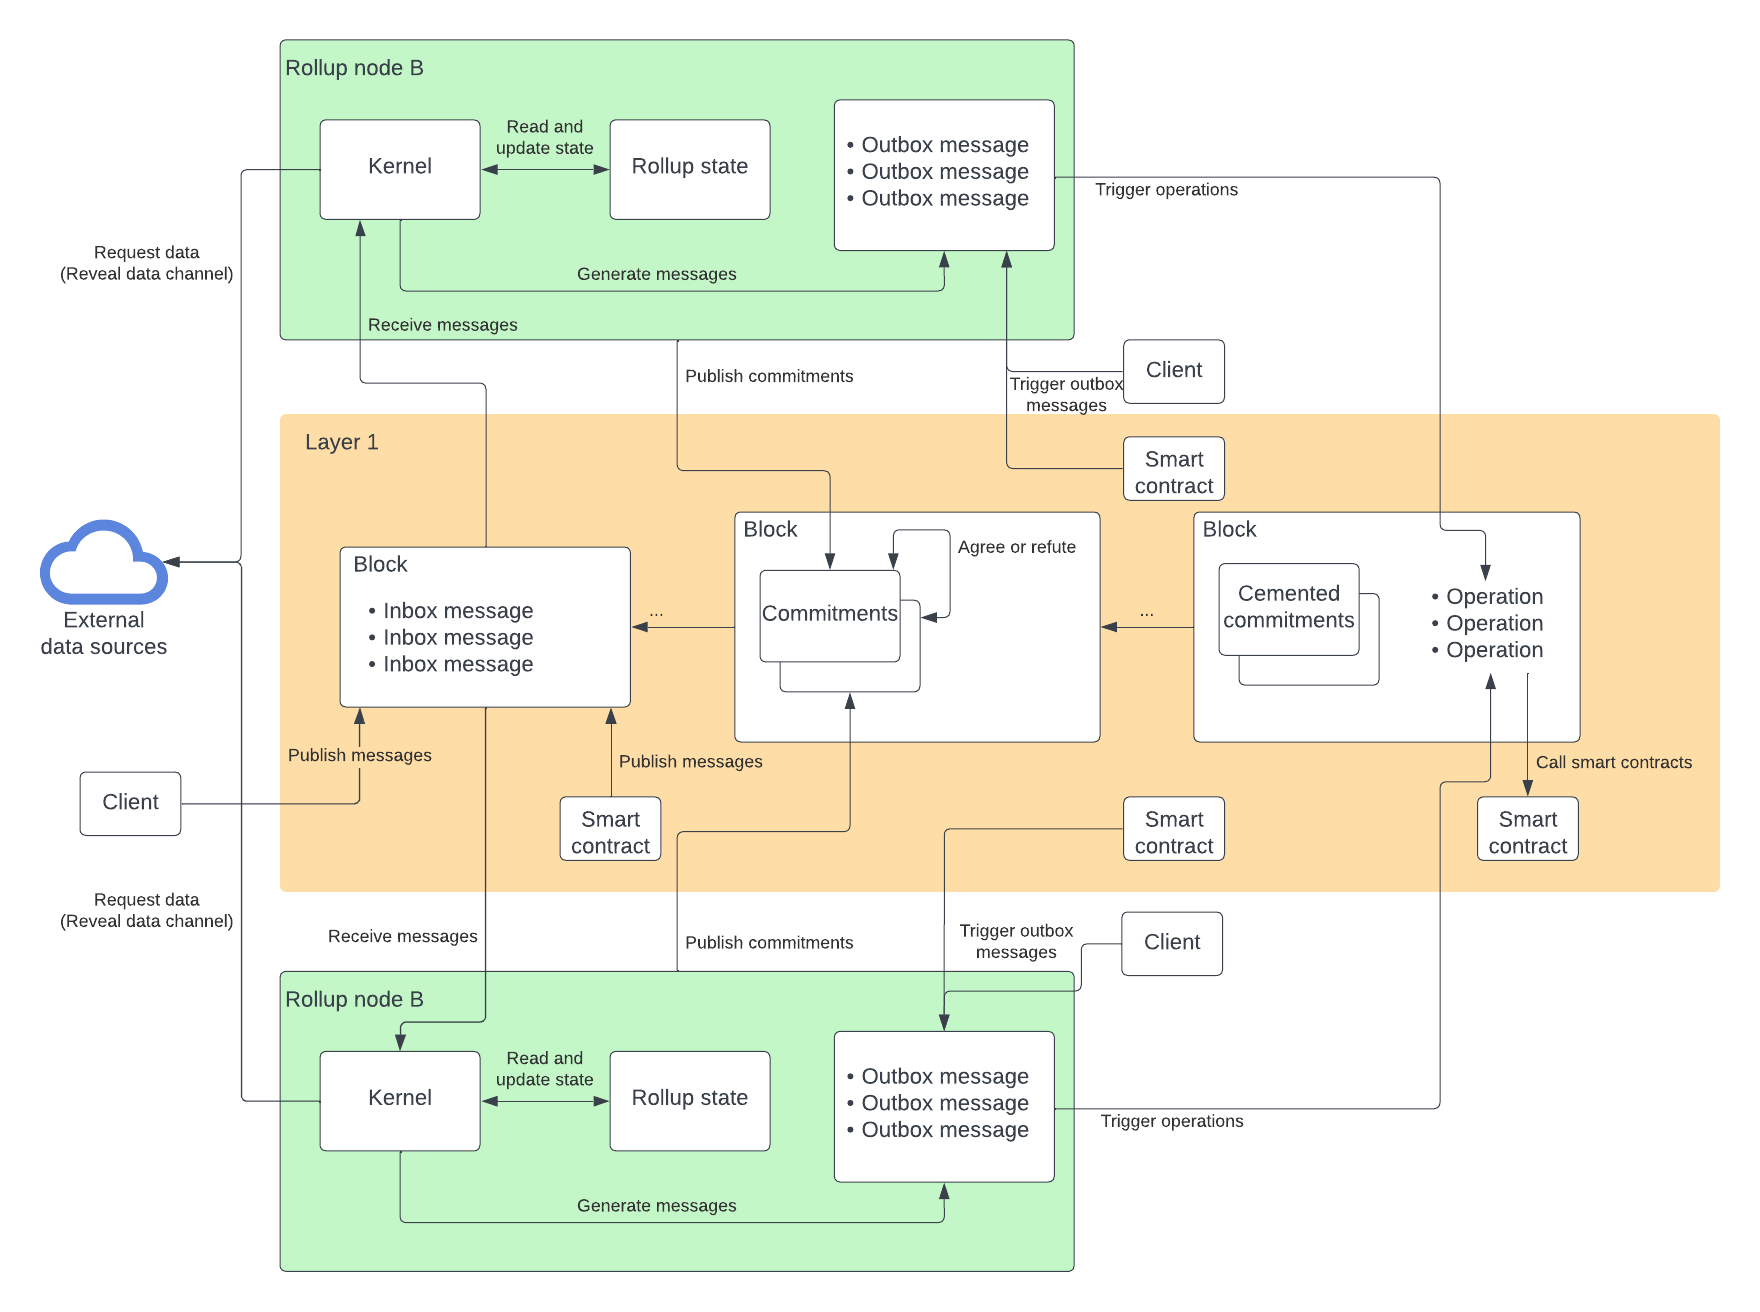 Rollup node B
Kernel
Read and
update state
Rollup state
• Outbox message
• Outbox message
• Outbox message
Trigger operations
Request data
(Reveal data channel)
Generate messages
Receive messages
Publish commitments
Client
Trigger outbox
messages
Layer 1
Smart
contract
Block
• Inbox message
• Inbox message
• Inbox message
...
Block
Agree or refute
Commitments
...
Block
Cemented
commitments
• Operation
• Operation
• Operation
External
data sources
Publish messages
Client
Publish messages
Smart
contract
Smart
contract
Call smart contracts
Smart
contract
Request data
(Reveal data channel)
Receive messages
Publish commitments
Trigger outbox
messages
Client
Rollup node B
Kernel
Read and
update state
Rollup state
• Outbox message
• Outbox message
• Outbox message
Trigger operations
Generate messages